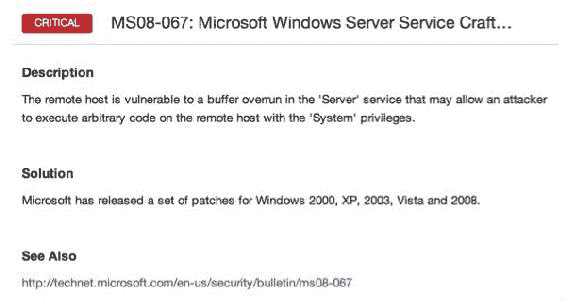 CRITICAL MS08-067: Microsoft Windows Server Service Craft...
Description
The remote host is vulnerable to a buffer overrun in the 'Server' service that may allow an attacker
to execute arbitrary code on the remote host with the 'System' privileges.
Solution
Microsoft has released a set of patches for Windows 2000, XP, 2003, Vista and 2008.
See Also
http://technet.microsoft.com/en-us/security/bulletin/ms08-067